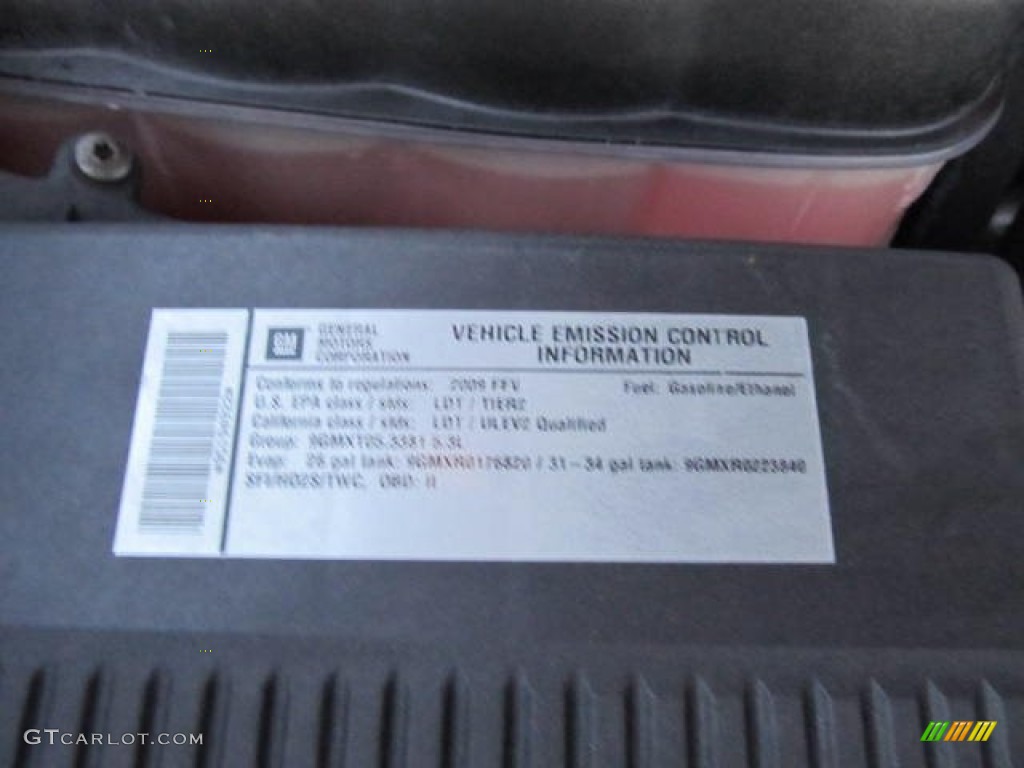 GM GENERAL MOTORS CORPORATION
VEHICLE EMISSION CONTROL
INFORMATION
Conforms to regulations: 2009 FFV Fuel: Gasoline/Ethanol
U.S. EPA class / stds: LDT / TIER2
California class / stds: LDT / ULEV2 Qualified
Group: 9GMXT05.3381 5.3L
Evap: 26 gal tank: 9GMXR0176820 / 31 - 34 gal tank: 9GMXR0223840
SFI/HO2S/TWC, OBD: II
GTCARLOT.COM